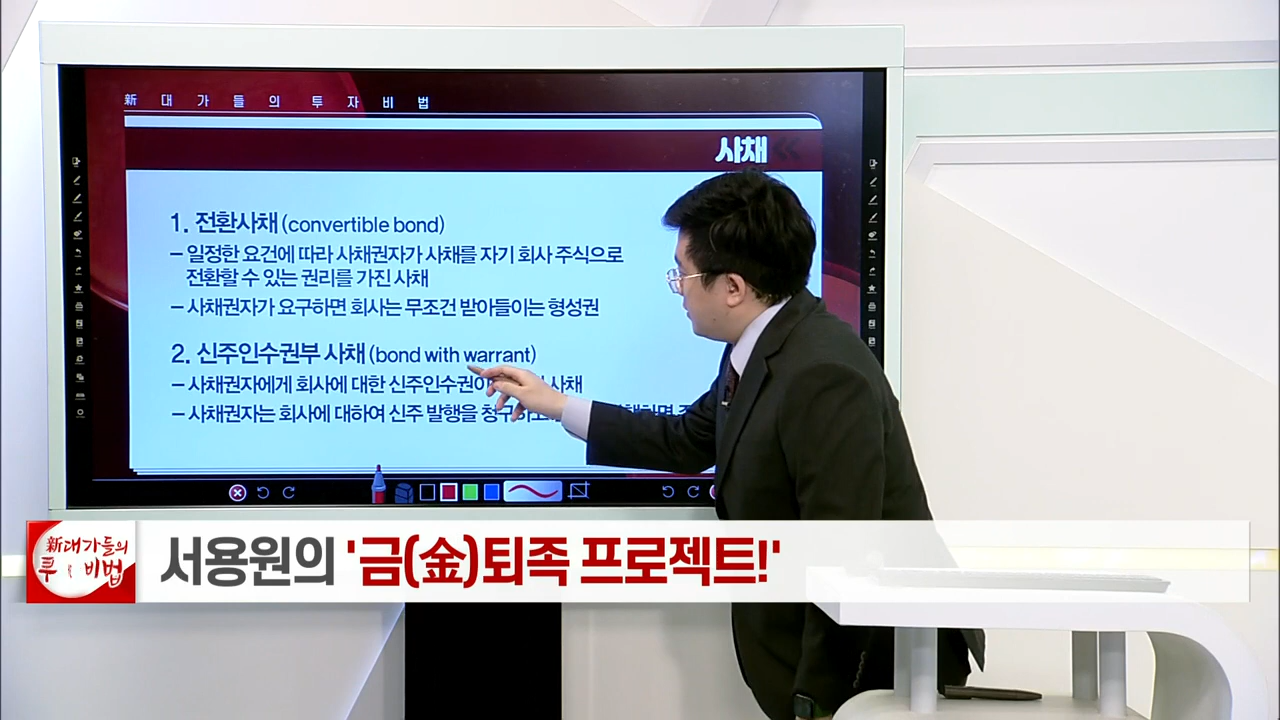 新 대 가 들 의 투 자 비 법
사채
1. 전환사채 (convertible bond)
– 일정한 요건에 따라 사채권자가 사채를 자기 회사 주식으로
전환할 수 있는 권리를 가진 사채
– 사채권자가 요구하면 회사는 무조건 받아들이는 형성권
2. 신주인수권부 사채 (bond with warrant)
– 사채권자에게 회사에 대한 신주인수권이 사채
– 사채권자는 회사에 대하여 신주 발행을
新대가들의
투 비법
서용원의 '금(金)퇴족 프로젝트!'